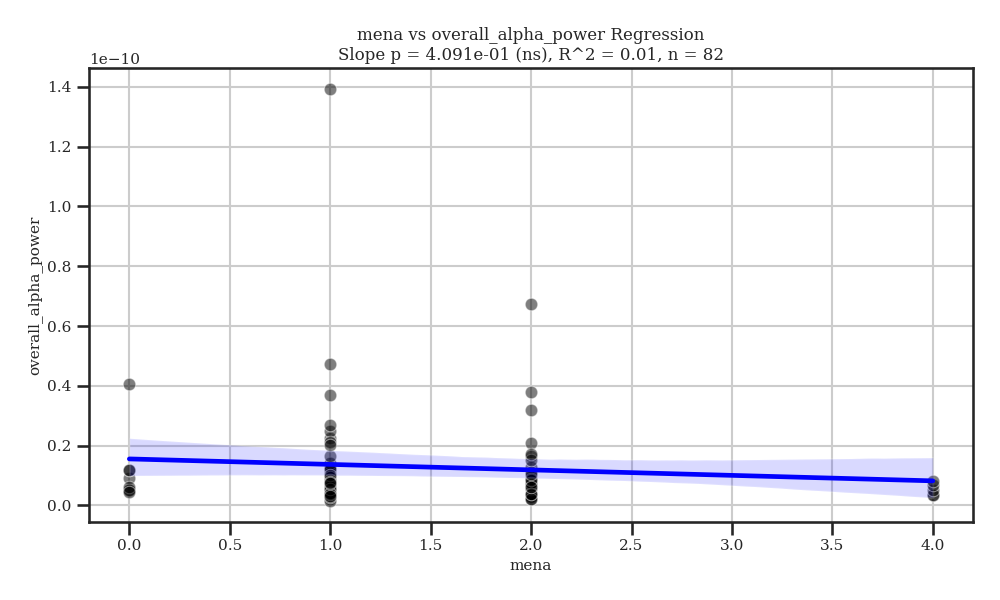 mena vs overall_alpha_power Regression
Slope p = 4.091e-01 (ns), R^2 = 0.01, n = 82
1e−10
1.4
1.2
1.0
0.8
0.6
0.4
0.2
0.0
overall_alpha_power
0.0 0.5 1.0 1.5 2.0 2.5 3.0 3.5 4.0
mena